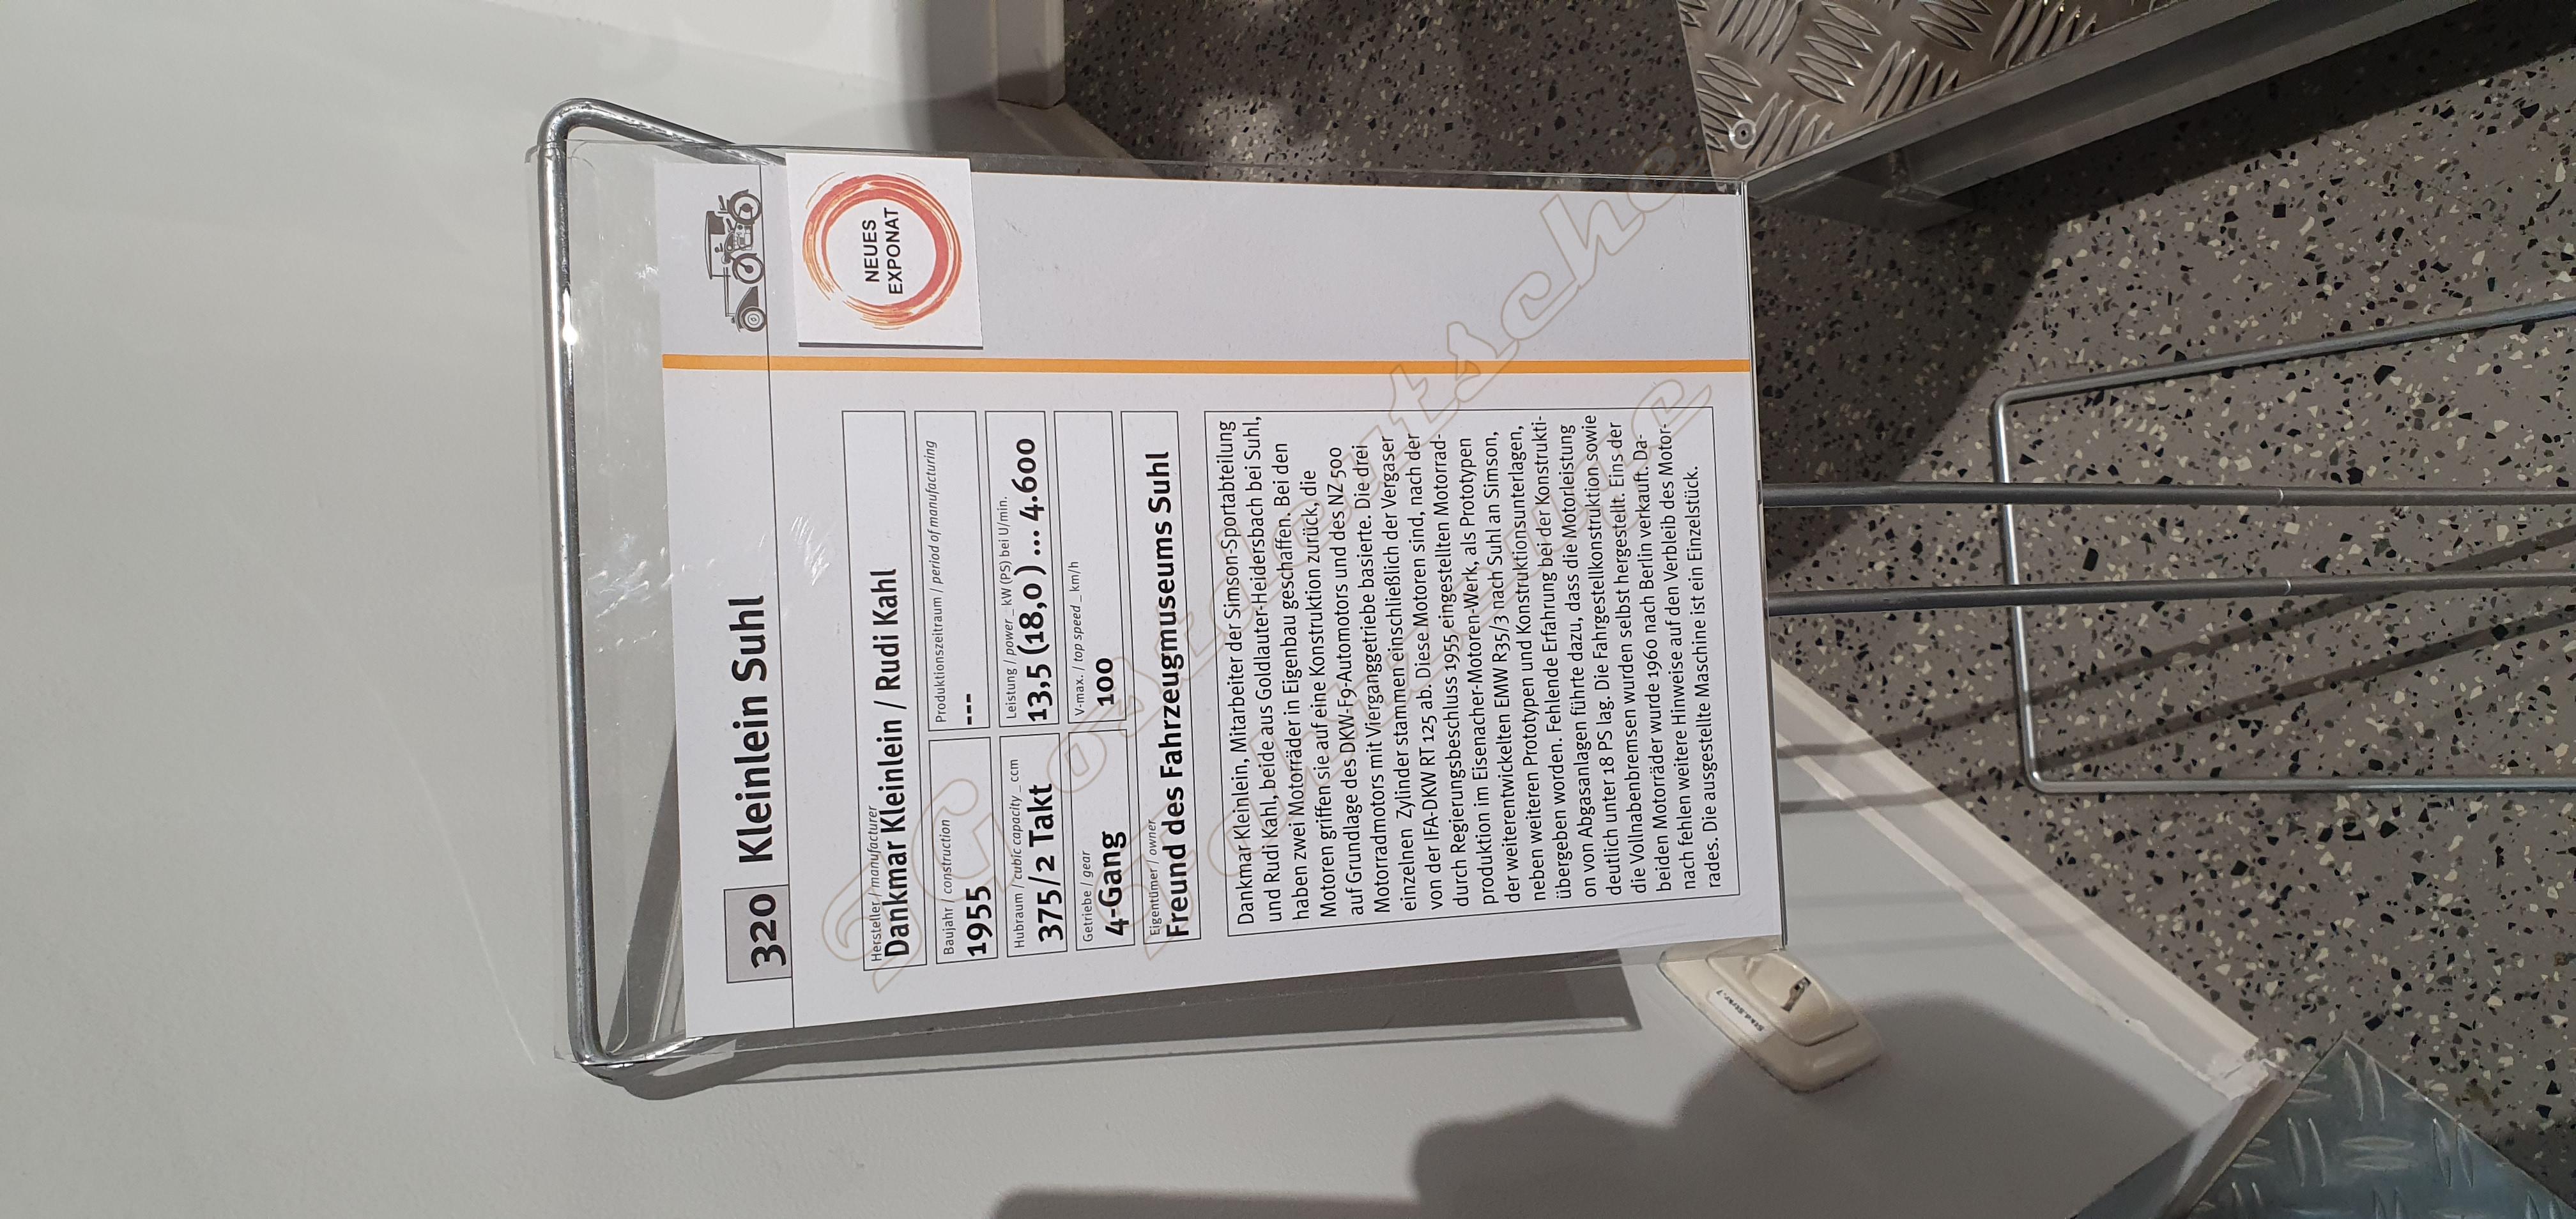 320 Kleinlein Suhl
NEUES
EXPONAT
Hersteller / manufacturer
Dankmar Kleinlein / Rudi Kahl
Baujahr / construction
1955
Produktionszeitraum / period of manufacturing
---
Hubraum / cubic capacity _ ccm
375/2 Takt
Leistung / power _ kW (PS) bei U/min.
13,5 (18,0) ... 4.600
Getriebe / gear
4-Gang
V-max. / top speed _ km/h
100
Eigentümer / owner
Freund des Fahrzeugmuseums Suhl
Dankmar Kleinlein, Mitarbeiter der Simson-Sportabteilung
und Rudi Kahl, beide aus Goldlauter-Heidersbach bei Suhl,
haben zwei Motorräder in Eigenbau geschaffen. Bei den
Motoren griffen sie auf eine Konstruktion zurück, die
auf Grundlage des DKW-F9-Automotors und des NZ 500
Motorradmotors mit Vierganggetriebe basierte. Die drei
einzelnen Zylinder stammen einschließlich der Vergaser
von der IFA-DKW RT 125 ab. Diese Motoren sind, nach der
durch Regierungsbeschluss 1955 eingestellten Motorrad-
produktion im Eisenacher-Motoren-Werk, als Prototypen
der weiterentwickelten EMW R35/3 nach Suhl an Simson,
neben weiteren Prototypen und Konstruktionsunterlagen,
übergeben worden. Fehlende Erfahrung bei der Konstrukti-
on von Abgasanlagen führte dazu, dass die Motorleistung
deutlich unter 18 PS lag. Die Fahrgestellkonstruktion sowie
die Vollnabenbremsen wurden selbst hergestellt. Eins der
beiden Motorräder wurde 1960 nach Berlin verkauft. Da-
nach fehlen weitere Hinweise auf den Verbleib des Motor-
rades. Die ausgestellte Maschine ist ein Einzelstück.
IG ostdeutsche
Fahrzeuge